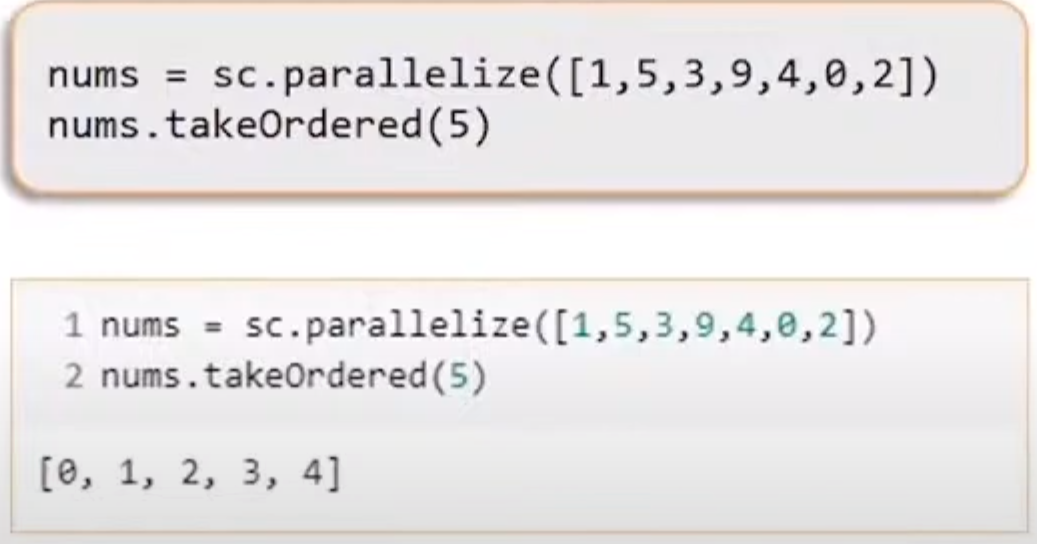 nums = sc.parallelize([1,5,3,9,4,0,2])
nums.takeOrdered(5)
1 nums = sc.parallelize([1,5,3,9,4,0,2])
2 nums.takeOrdered(5)
[0, 1, 2, 3, 4]